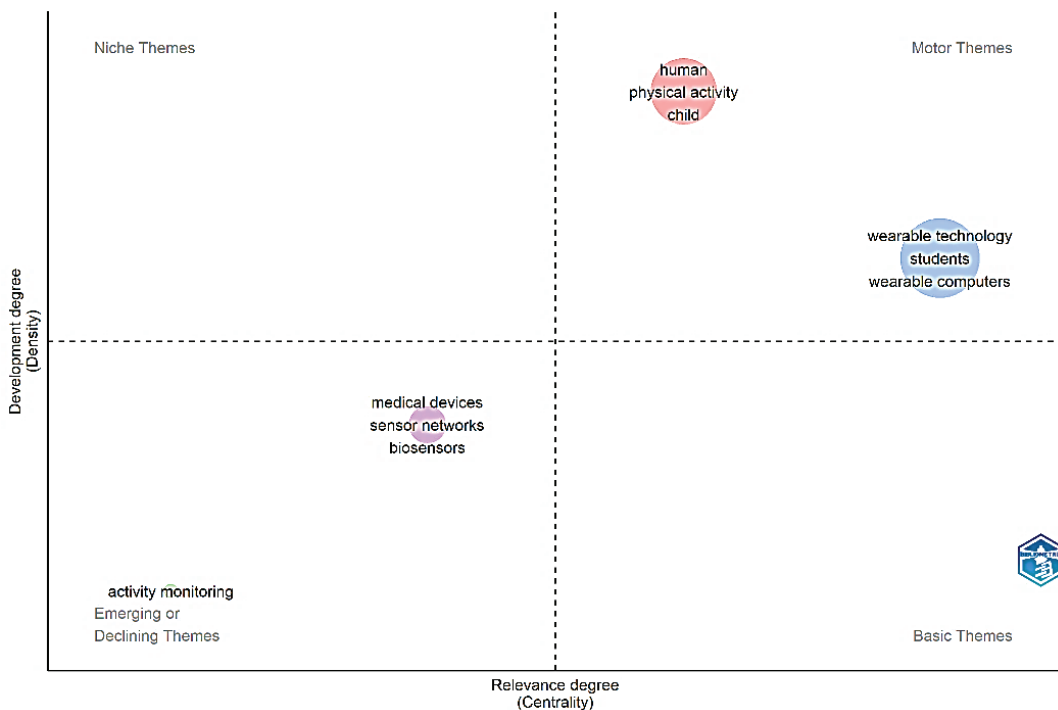 Niche Themes
Motor Themes
human
physical activity
child
wearable technology
students
wearable computers
Development degree
(Density)
medical devices
sensor networks
biosensors
activity monitoring
Emerging or
Declining Themes
Basic Themes
Relevance degree
(Centrality)